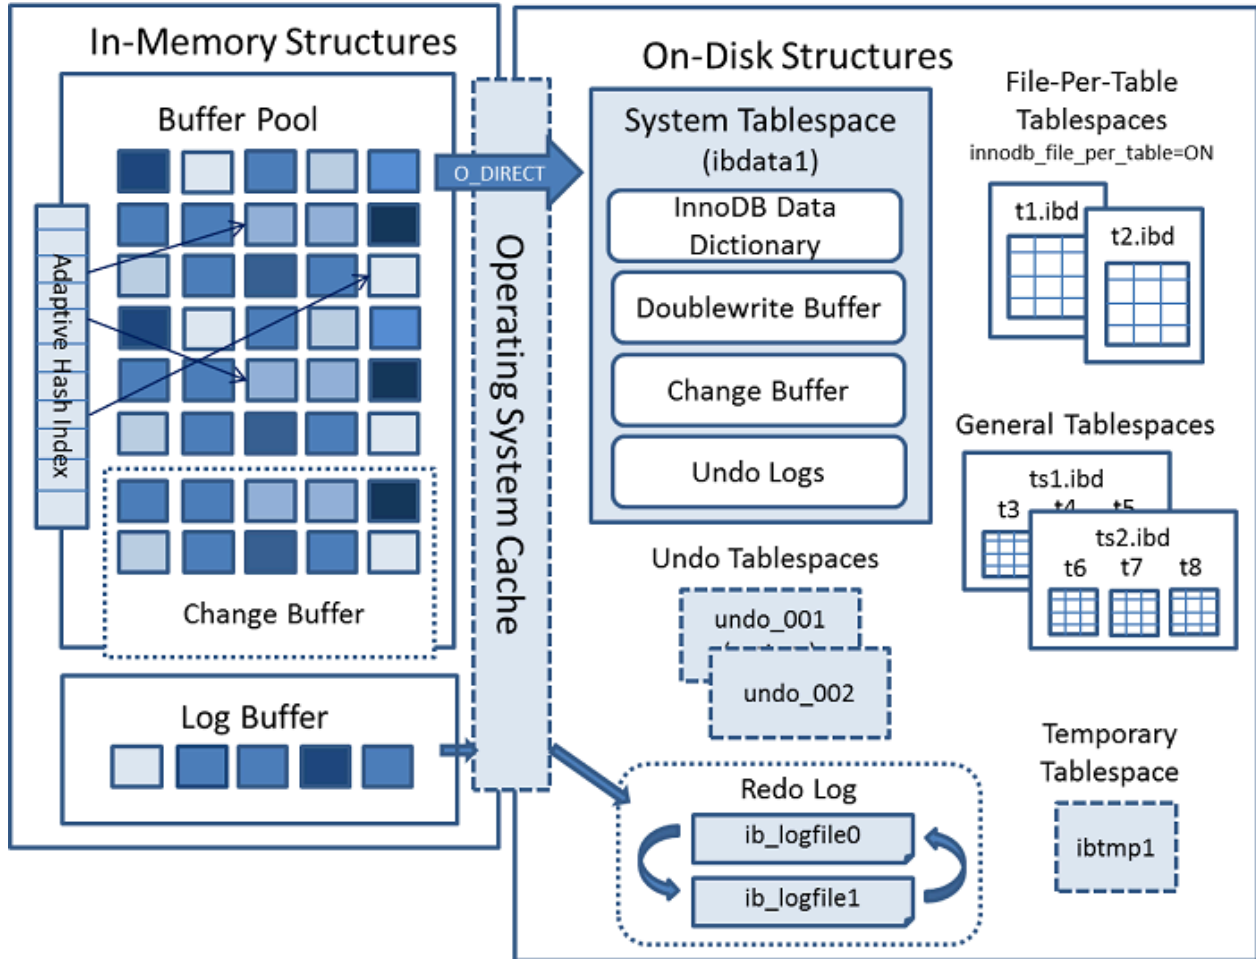 In-Memory Structures
Buffer Pool
Adaptive Hash Index
Change Buffer
Log Buffer
Operating System Cache
O_DIRECT
On-Disk Structures
System Tablespace
(ibdata1)
InnoDB Data
Dictionary
Doublewrite Buffer
Change Buffer
Undo Logs
Undo Tablespaces
undo_001
undo_002
Redo Log
ib_logfile0
ib_logfile1
File-Per-Table
Tablespaces
innodb_file_per_table=ON
t1.ibd
t2.ibd
General Tablespaces
ts1.ibd
t3 t4 t5
ts2.ibd
t6 t7 t8
Temporary
Tablespace
ibtmp1